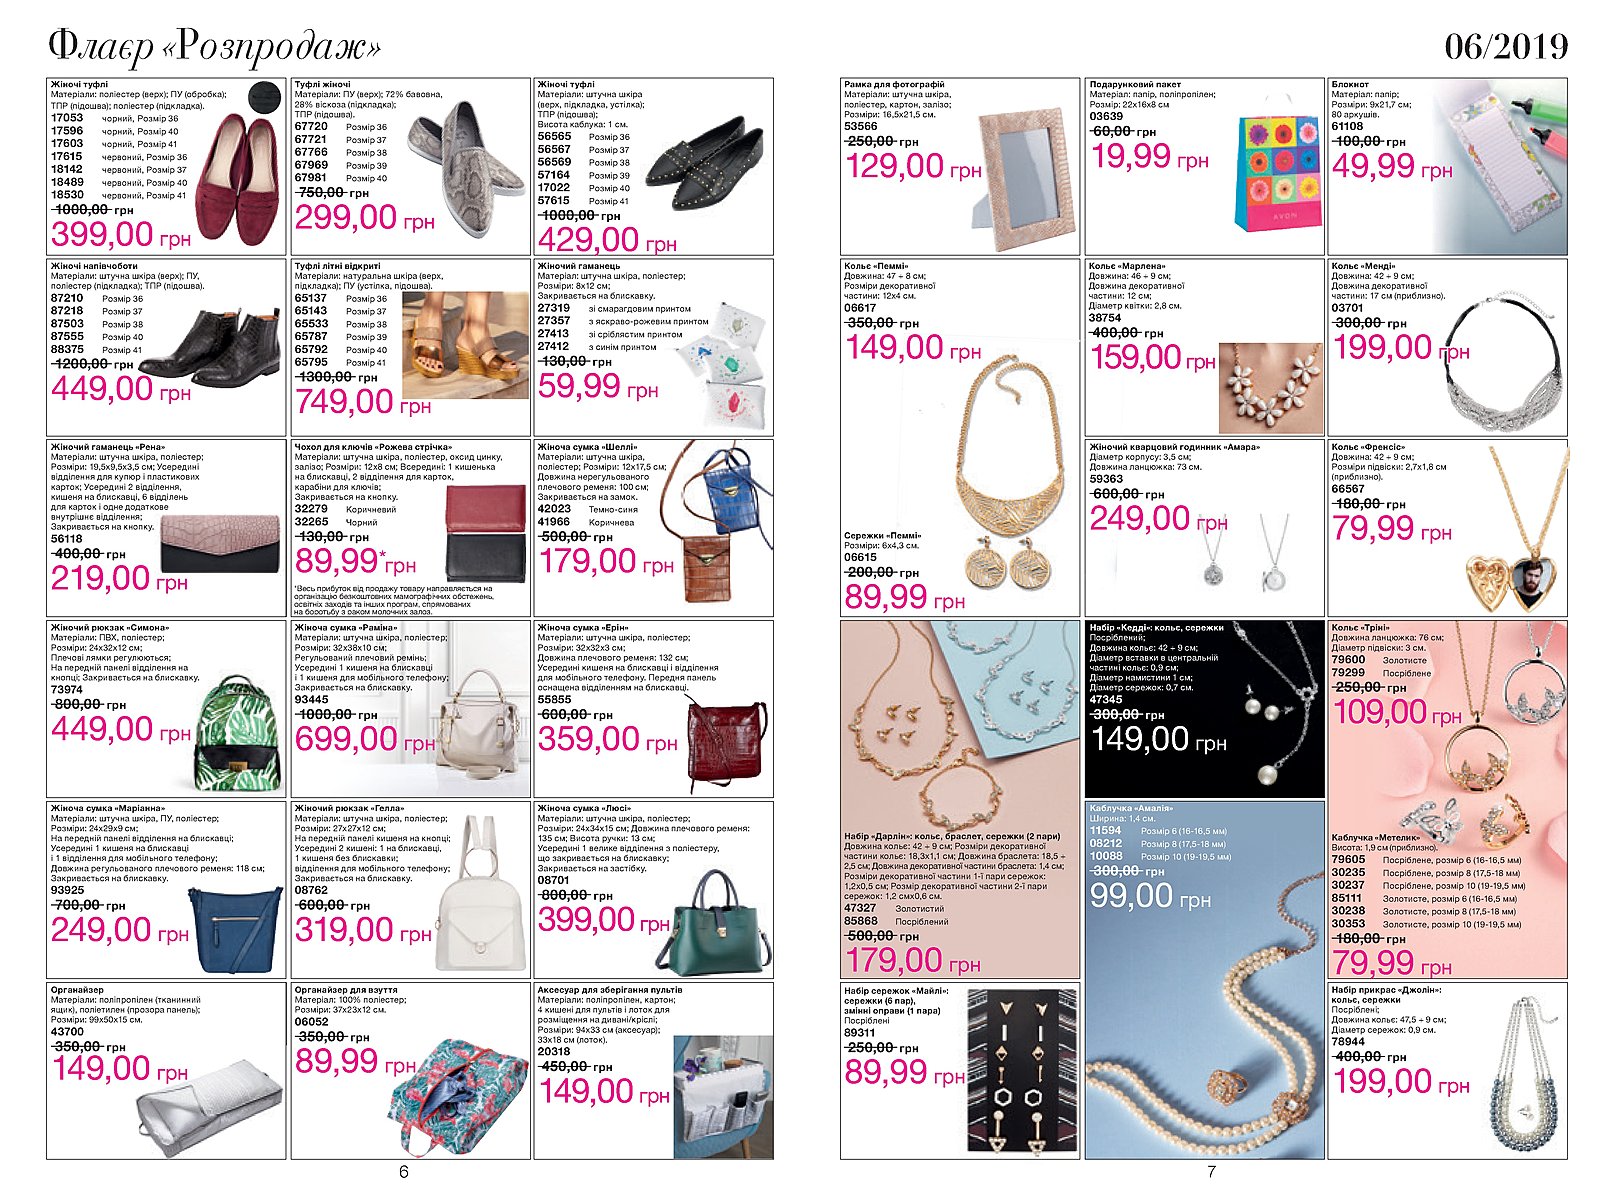 Флаєр «Розпродаж»
06/2019
Жіночі туфлі
Матеріали: поліестер (верх); ПУ (обробка);
ТПР (підошва); поліестер (підкладка).
17053 чорний, Розмір 36
17596 чорний, Розмір 40
17603 чорний, Розмір 41
17615 червоний, Розмір 36
18142 червоний, Розмір 37
18489 червоний, Розмір 40
18530 червоний, Розмір 41
1000,00 грн
399,00 грн
Туфлі жіночі
Матеріали: ПУ (верх); 72% бавовна,
28% віскоза (підкладка);
ТПР (підошва).
67720 Розмір 36
67721 Розмір 37
67766 Розмір 38
67969 Розмір 39
67981 Розмір 40
750,00 грн
299,00 грн
Жіночі туфлі
Матеріали: штучна шкіра
(верх, підкладка, устілка);
ТПР (підошва);
Висота каблука: 1 см.
56565 Розмір 36
56567 Розмір 37
56569 Розмір 38
57164 Розмір 39
17022 Розмір 40
57615 Розмір 41
1000,00 грн
429,00 грн
Жіночі напівчоботи
Матеріали: штучна шкіра (верх); ПУ,
поліестер (підкладка); ТПР (підошва).
87210 Розмір 36
87218 Розмір 37
87503 Розмір 38
87555 Розмір 40
88375 Розмір 41
1200,00 грн
449,00 грн
Туфлі літні відкриті
Матеріали: натуральна шкіра (верх,
підкладка); ПУ (устілка, підошва).
65137 Розмір 36
65143 Розмір 37
65533 Розмір 38
65787 Розмір 39
65792 Розмір 40
65795 Розмір 41
1300,00 грн
749,00 грн
Жіночий гаманець
Матеріали: штучна шкіра, поліестер;
Розміри: 8х12 см;
Закривається на блискавку.
27319 зі смарагдовим принтом
27357 з яскраво-рожевим принтом
27413 зі сріблястим принтом
27412 з синім принтом
130,00 грн
59,99 грн
Жіночий гаманець «Рена»
Матеріали: штучна шкіра, поліестер;
Розміри: 19,5х9,5х3,5 см; Усередині
відділення для купюр і пластикових
карток; Усередині 2 відділення,
кишеня на блискавці, 6 відділень
для карток і одне додаткове
внутрішнє відділення;
Закривається на кнопку.
56118
400,00 грн
219,00 грн
Чохол для ключів «Рожева стрічка»
Матеріали: штучна шкіра, поліестер, оксид цинку,
залізо; Розміри: 12х8 см; Всередині: 1 кишенька
на блискавці, 2 відділення для карток,
карабіни для ключів;
Закривається на кнопку.
32279 Коричневий
32265 Чорний
130,00 грн
89,99* грн
*Весь прибуток від продажу товару направляється на
організацію безкоштовних мамографічних обстежень,
освітніх заходів та інших програм, спрямованих
на боротьбу з раком молочних залоз.
Жіноча сумка «Шеллі»
Матеріали: штучна шкіра,
поліестер; Розміри: 12х17,5 см;
Довжина нерегульованого
плечового ременя: 100 см;
Закривається на замок.
42023 Темно-синя
41966 Коричнева
500,00 грн
179,00 грн
Жіночий рюкзак «Симона»
Матеріали: ПВХ, поліестер;
Розміри: 24х32х12 см;
Плечові лямки регулюються;
На передній панелі відділення на
кнопці; Закривається на блискавку.
73974
800,00 грн
449,00 грн
Жіноча сумка «Раміна»
Матеріали: штучна шкіра, поліестер;
Розміри: 32х38х10 см;
Регульований плечовий ремінь;
Усередині 1 кишеня на блискавці
і 1 кишеня для мобільного телефону;
Закривається на блискавку.
93445
1000,00 грн
699,00 грн
Жіноча сумка «Ерін»
Матеріали: штучна шкіра, поліестер;
Розміри: 32х32х3 см;
Довжина плечового ременя: 132 см;
Усередині кишеня на блискавці і відділення
для мобільного телефону. Передня панель
оснащена відділенням на блискавці.
55855
600,00 грн
359,00 грн
Жіноча сумка «Маріанна»
Матеріали: штучна шкіра, ПУ, поліестер;
Розміри: 24х29х9 см;
На передній панелі відділення на блискавці;
Усередині 1 кишеня на блискавці
і 1 відділення для мобільного телефону;
Довжина регульованого плечового ременя: 118 см;
Закривається на блискавку.
93925
700,00 грн
249,00 грн
Жіночий рюкзак «Гелла»
Матеріали: штучна шкіра, поліестер;
Розміри: 27х27х12 см;
На передній панелі кишеня на кнопці;
Усередині 2 кишені: 1 на блискавці,
1 кишеня без блискавки;
відділення для мобільного телефону;
Закривається на блискавку.
08762
600,00 грн
319,00 грн
Жіноча сумка «Люсі»
Матеріали: штучна шкіра, поліестер;
Розміри: 24х34х15 см; Довжина плечового ременя:
135 см; Висота ручки: 13 см;
Усередині 1 велике відділення з поліестеру,
що закривається на блискавку;
Закривається на застібку.
08701
800,00 грн
399,00 грн
Органайзер
Матеріали: поліпропілен (тканинний
ящик), поліетилен (прозора панель);
Розміри: 99х50х15 см.
43700
350,00 грн
149,00 грн
Органайзер для взуття
Матеріал: 100% поліестер;
Розміри: 37х23х12 см.
06052
350,00 грн
89,99 грн
Аксесуар для зберігання пультів
Матеріали: поліпропілен, картон;
4 кишені для пультів і лоток для
розміщення на дивані/кріслі;
Розміри: 94х33 см (аксесуар);
33х18 см (лоток).
20318
450,00 грн
149,00 грн
6
Рамка для фотографій
Матеріали: штучна шкіра,
поліестер, картон, залізо;
Розміри: 16,5х21,5 см.
53566
250,00 грн
129,00 грн
Подарунковий пакет
Матеріал: папір, поліпропілен;
Розмір: 22х16х8 см
03639
60,00 грн
19,99 грн
AVON
Блокнот
Матеріал: папір;
Розміри: 9х21,7 см;
80 аркушів.
61108
100,00 грн
49,99 грн
Кольє «Пеммі»
Довжина: 47 + 8 см;
Розміри декоративної
частини: 12х4 см.
06617
350,00 грн
149,00 грн
Сережки «Пеммі»
Розміри: 6х4,3 см.
06615
200,00 грн
89,99 грн
Кольє «Марлена»
Довжина: 46 + 9 см;
Довжина декоративної
частини: 12 см;
Діаметр квітки: 2,8 см.
38754
400,00 грн
159,00 грн
Кольє «Менді»
Довжина: 42 + 9 см;
Довжина декоративної
частини: 17 см (приблизно).
03701
300,00 грн
199,00 грн
Жіночий кварцовий годинник «Амара»
Діаметр корпусу: 3,5 см;
Довжина ланцюжка: 73 см.
59363
600,00 грн
249,00 грн
Кольє «Френсіс»
Довжина: 42 + 9 см;
Розміри підвіски: 2,7х1,8 см
(приблизно).
66567
180,00 грн
79,99 грн
Набір «Дарлін»: кольє, браслет, сережки (2 пари)
Довжина кольє: 42 + 9 см; Розміри декоративної
частини кольє: 18,3х1,1 см; Довжина браслета: 18,5 +
2,5 см; Довжина декоративної частини браслета: 1,4 см;
Розміри декоративної частини 1-ї пари сережок:
1,2х0,5 см; Розмір декоративної частини 2-ї пари
сережок: 1,2 смх0,6 см.
47327 Золотистий
85868 Посріблений
500,00 грн
179,00 грн
Набір «Кедді»: кольє, сережки
Посріблений;
Довжина кольє: 42 + 9 см;
Діаметр вставки в центральній
частині кольє: 0,9 см;
Діаметр намистини 1 см;
Діаметр сережок: 0,7 см.
47345
300,00 грн
149,00 грн
Кольє «Тріні»
Довжина ланцюжка: 76 см;
Діаметр підвіски: 3 см.
79600 Золотисте
79299 Посріблене
250,00 грн
109,00 грн
Каблучка «Амалія»
Ширина: 1,4 см.
11594 Розмір 6 (16-16,5 мм)
08212 Розмір 8 (17,5-18 мм)
10088 Розмір 10 (19-19,5 мм)
300,00 грн
99,00 грн
Каблучка «Метелик»
Висота: 1,9 см (приблизно).
79605 Посріблене, розмір 6 (16-16,5 мм)
30235 Посріблене, розмір 8 (17,5-18 мм)
30237 Посріблене, розмір 10 (19-19,5 мм)
85111 Золотисте, розмір 6 (16-16,5 мм)
30238 Золотисте, розмір 8 (17,5-18 мм)
30353 Золотисте, розмір 10 (19-19,5 мм)
180,00 грн
79,99 грн
Набір сережок «Майлі»:
сережки (6 пар),
змінні оправи (1 пара)
Посріблені
89311
250,00 грн
89,99 грн
Набір прикрас «Джолін»:
кольє, сережки
Посріблені;
Довжина кольє: 47,5 + 9 см;
Діаметр сережок: 0,9 см.
78944
400,00 грн
199,00 грн
7